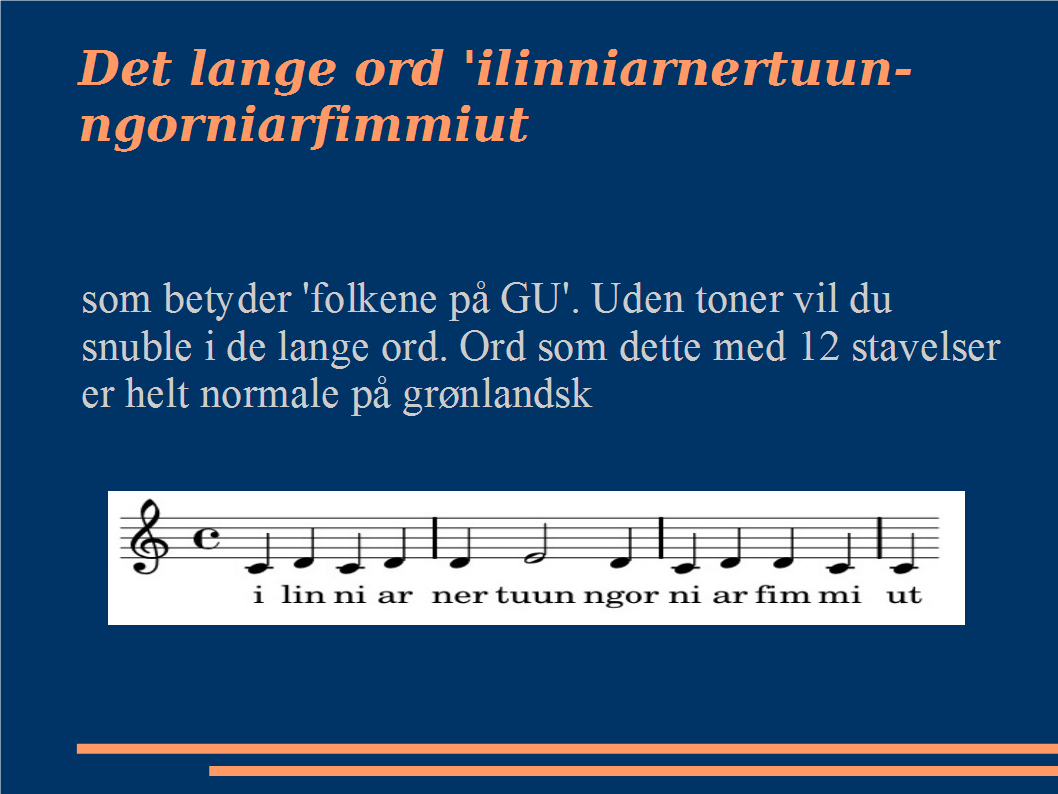 Det lange ord 'ilinniarnertuun-
ngorniarfimmiut
som betyder 'folkene på GU'. Uden toner vil du
snuble i de lange ord. Ord som dette med 12 stavelser
er helt normale på grønlandsk
i lin ni ar ner tuun ngor ni ar fim mi ut